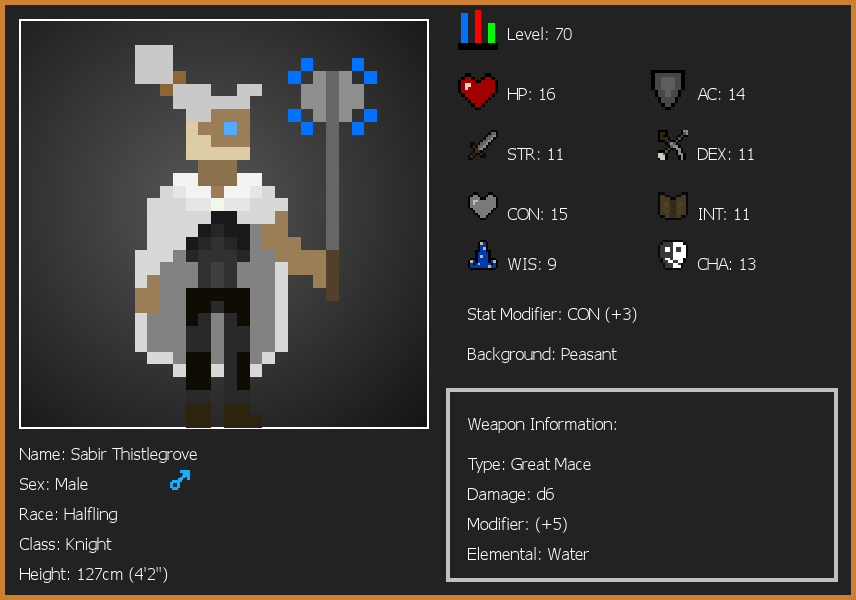 Level: 70
HP: 16
AC: 14
STR: 11
DEX: 11
CON: 15
INT: 11
WIS: 9
CHA: 13
Stat Modifier: CON (+3)
Background: Peasant
Weapon Information:
Type: Great Mace
Damage: d6
Modifier: (+5)
Elemental: Water
Name: Sabir Thistlegrove
Sex: Male
Race: Halfling
Class: Knight
Height: 127cm (4'2")